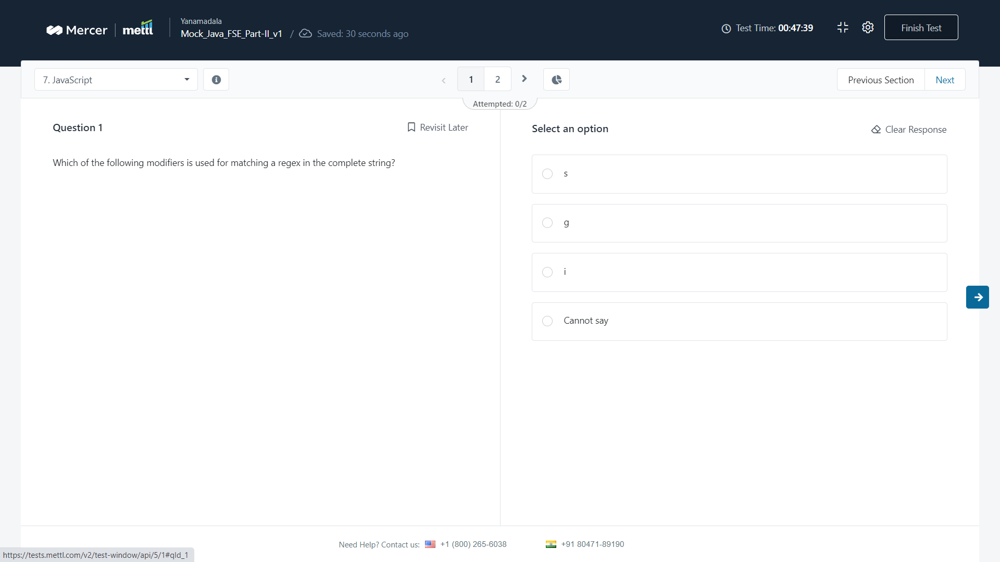 Mercer | mettl
Yanamadala
Mock_Java_FSE_Part-II_v1 / Saved: 30 seconds ago
Test Time: 00:47:39
Finish Test
7. JavaScript
1
2
Previous Section
Next
Attempted: 0/2
Question 1
Revisit Later
Which of the following modifiers is used for matching a regex in the complete string?
Select an option
Clear Response
s
g
i
Cannot say
Need Help? Contact us: +1 (800) 265-6038 +91 80471-89190
https://tests.mettl.com/v2/test-window/api/5/1#qId_1